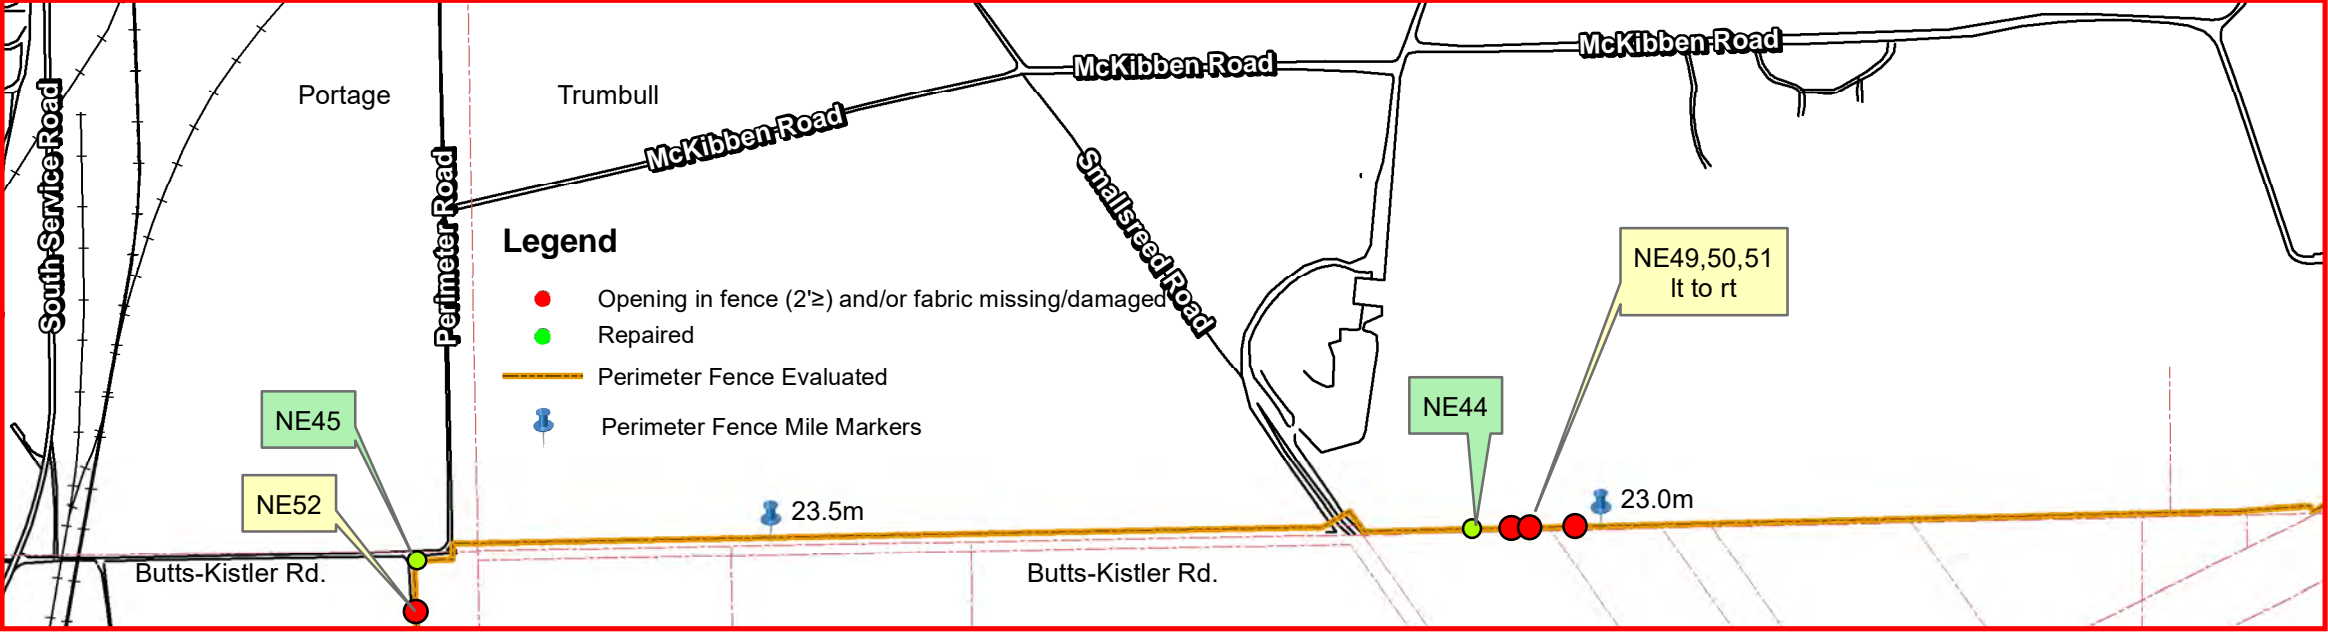 McKibben Road
McKibben Road
Portage
Trumbull
McKibben Road
South Service Road
Perimeter Road
Smallsreed Road
Legend
Opening in fence (2'≥) and/or fabric missing/damaged
Repaired
Perimeter Fence Evaluated
Perimeter Fence Mile Markers
NE49,50,51
lt to rt
NE45
NE44
NE52
23.5m
23.0m
Butts-Kistler Rd.
Butts-Kistler Rd.